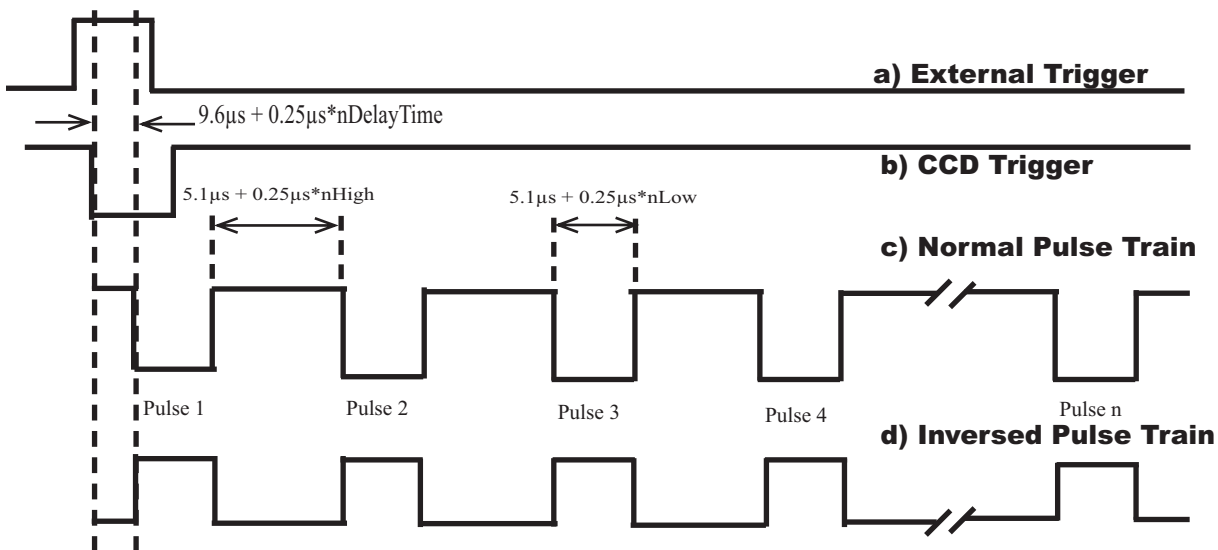 a) External Trigger
9.6μs + 0.25μs*nDelayTime
b) CCD Trigger
5.1μs + 0.25μs*nHigh
5.1μs + 0.25μs*nLow
c) Normal Pulse Train
Pulse 1
Pulse 2
Pulse 3
Pulse 4
Pulse n
d) Inversed Pulse Train